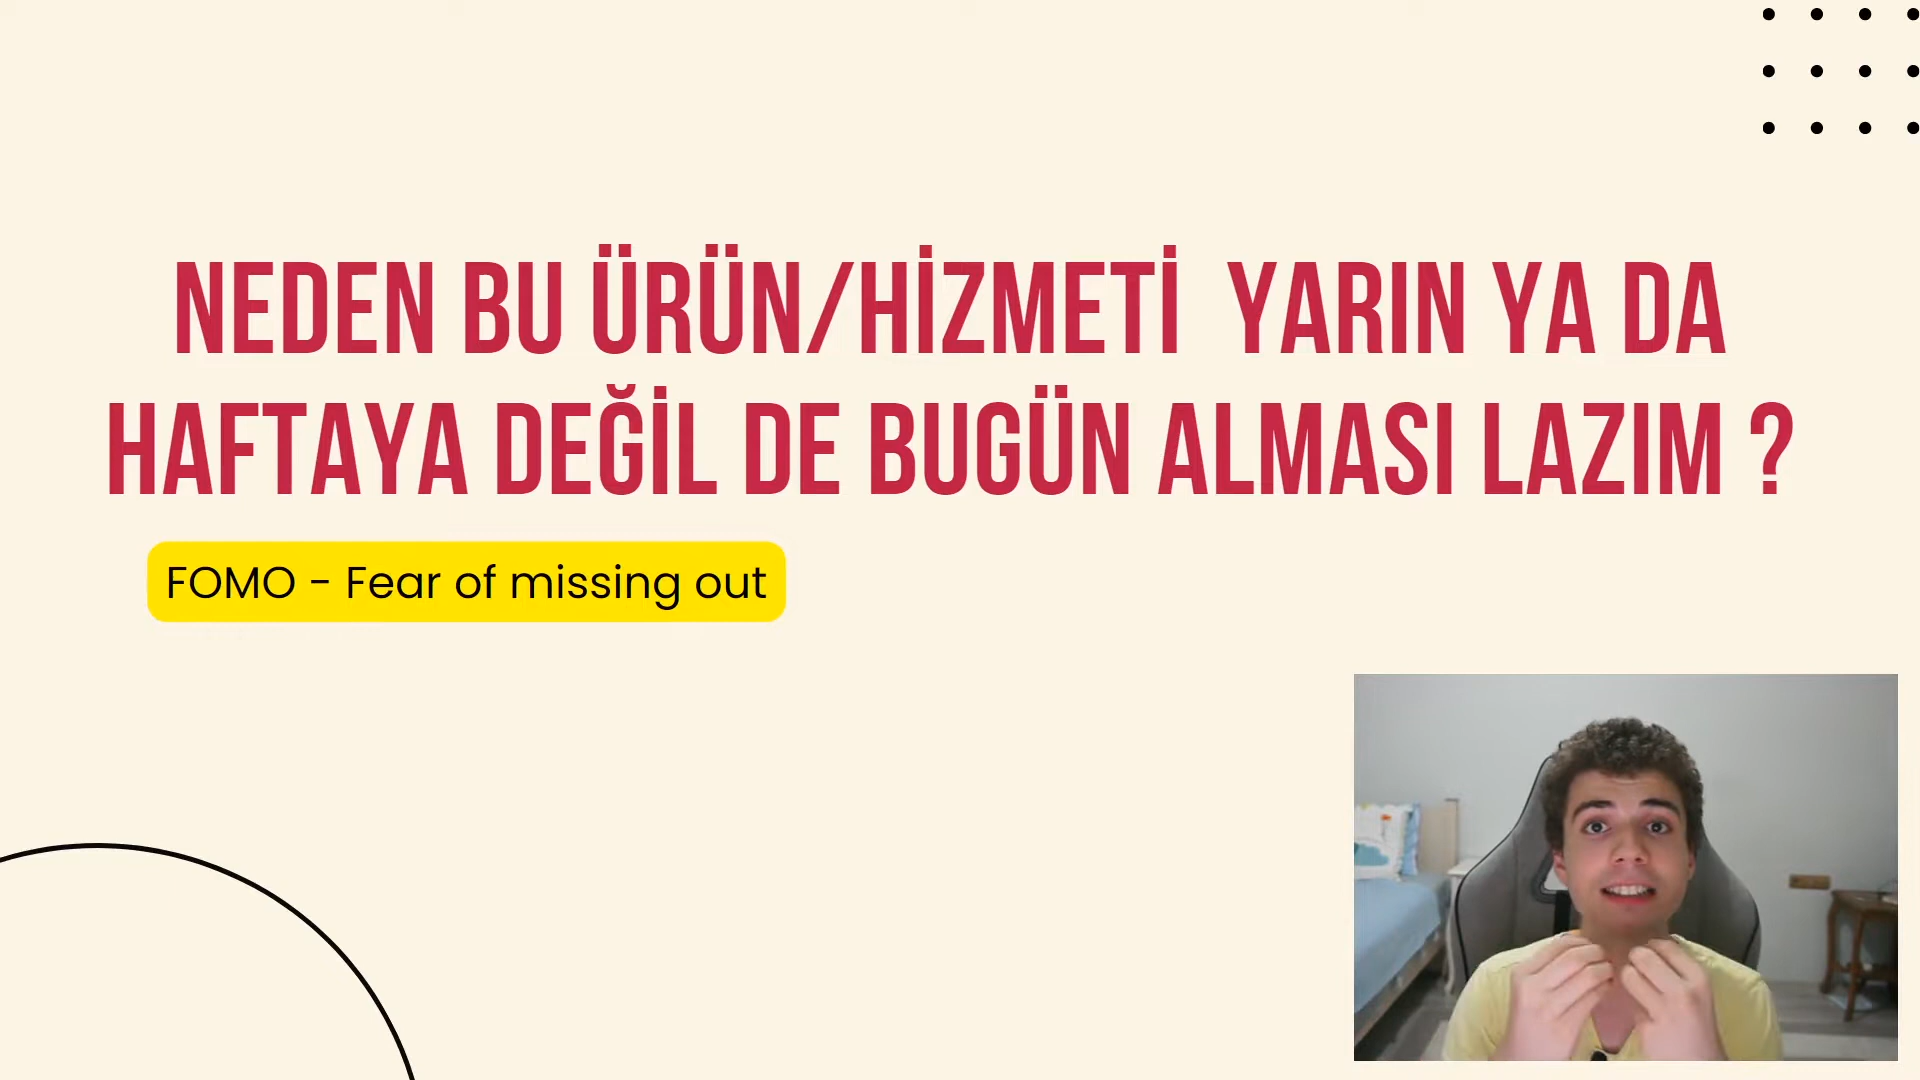 NEDEN BU ÜRÜN/HİZMETİ YARIN YA DA
HAFTAYA DEĞİL DE BUGÜN ALMASI LAZIM ?
FOMO - Fear of missing out